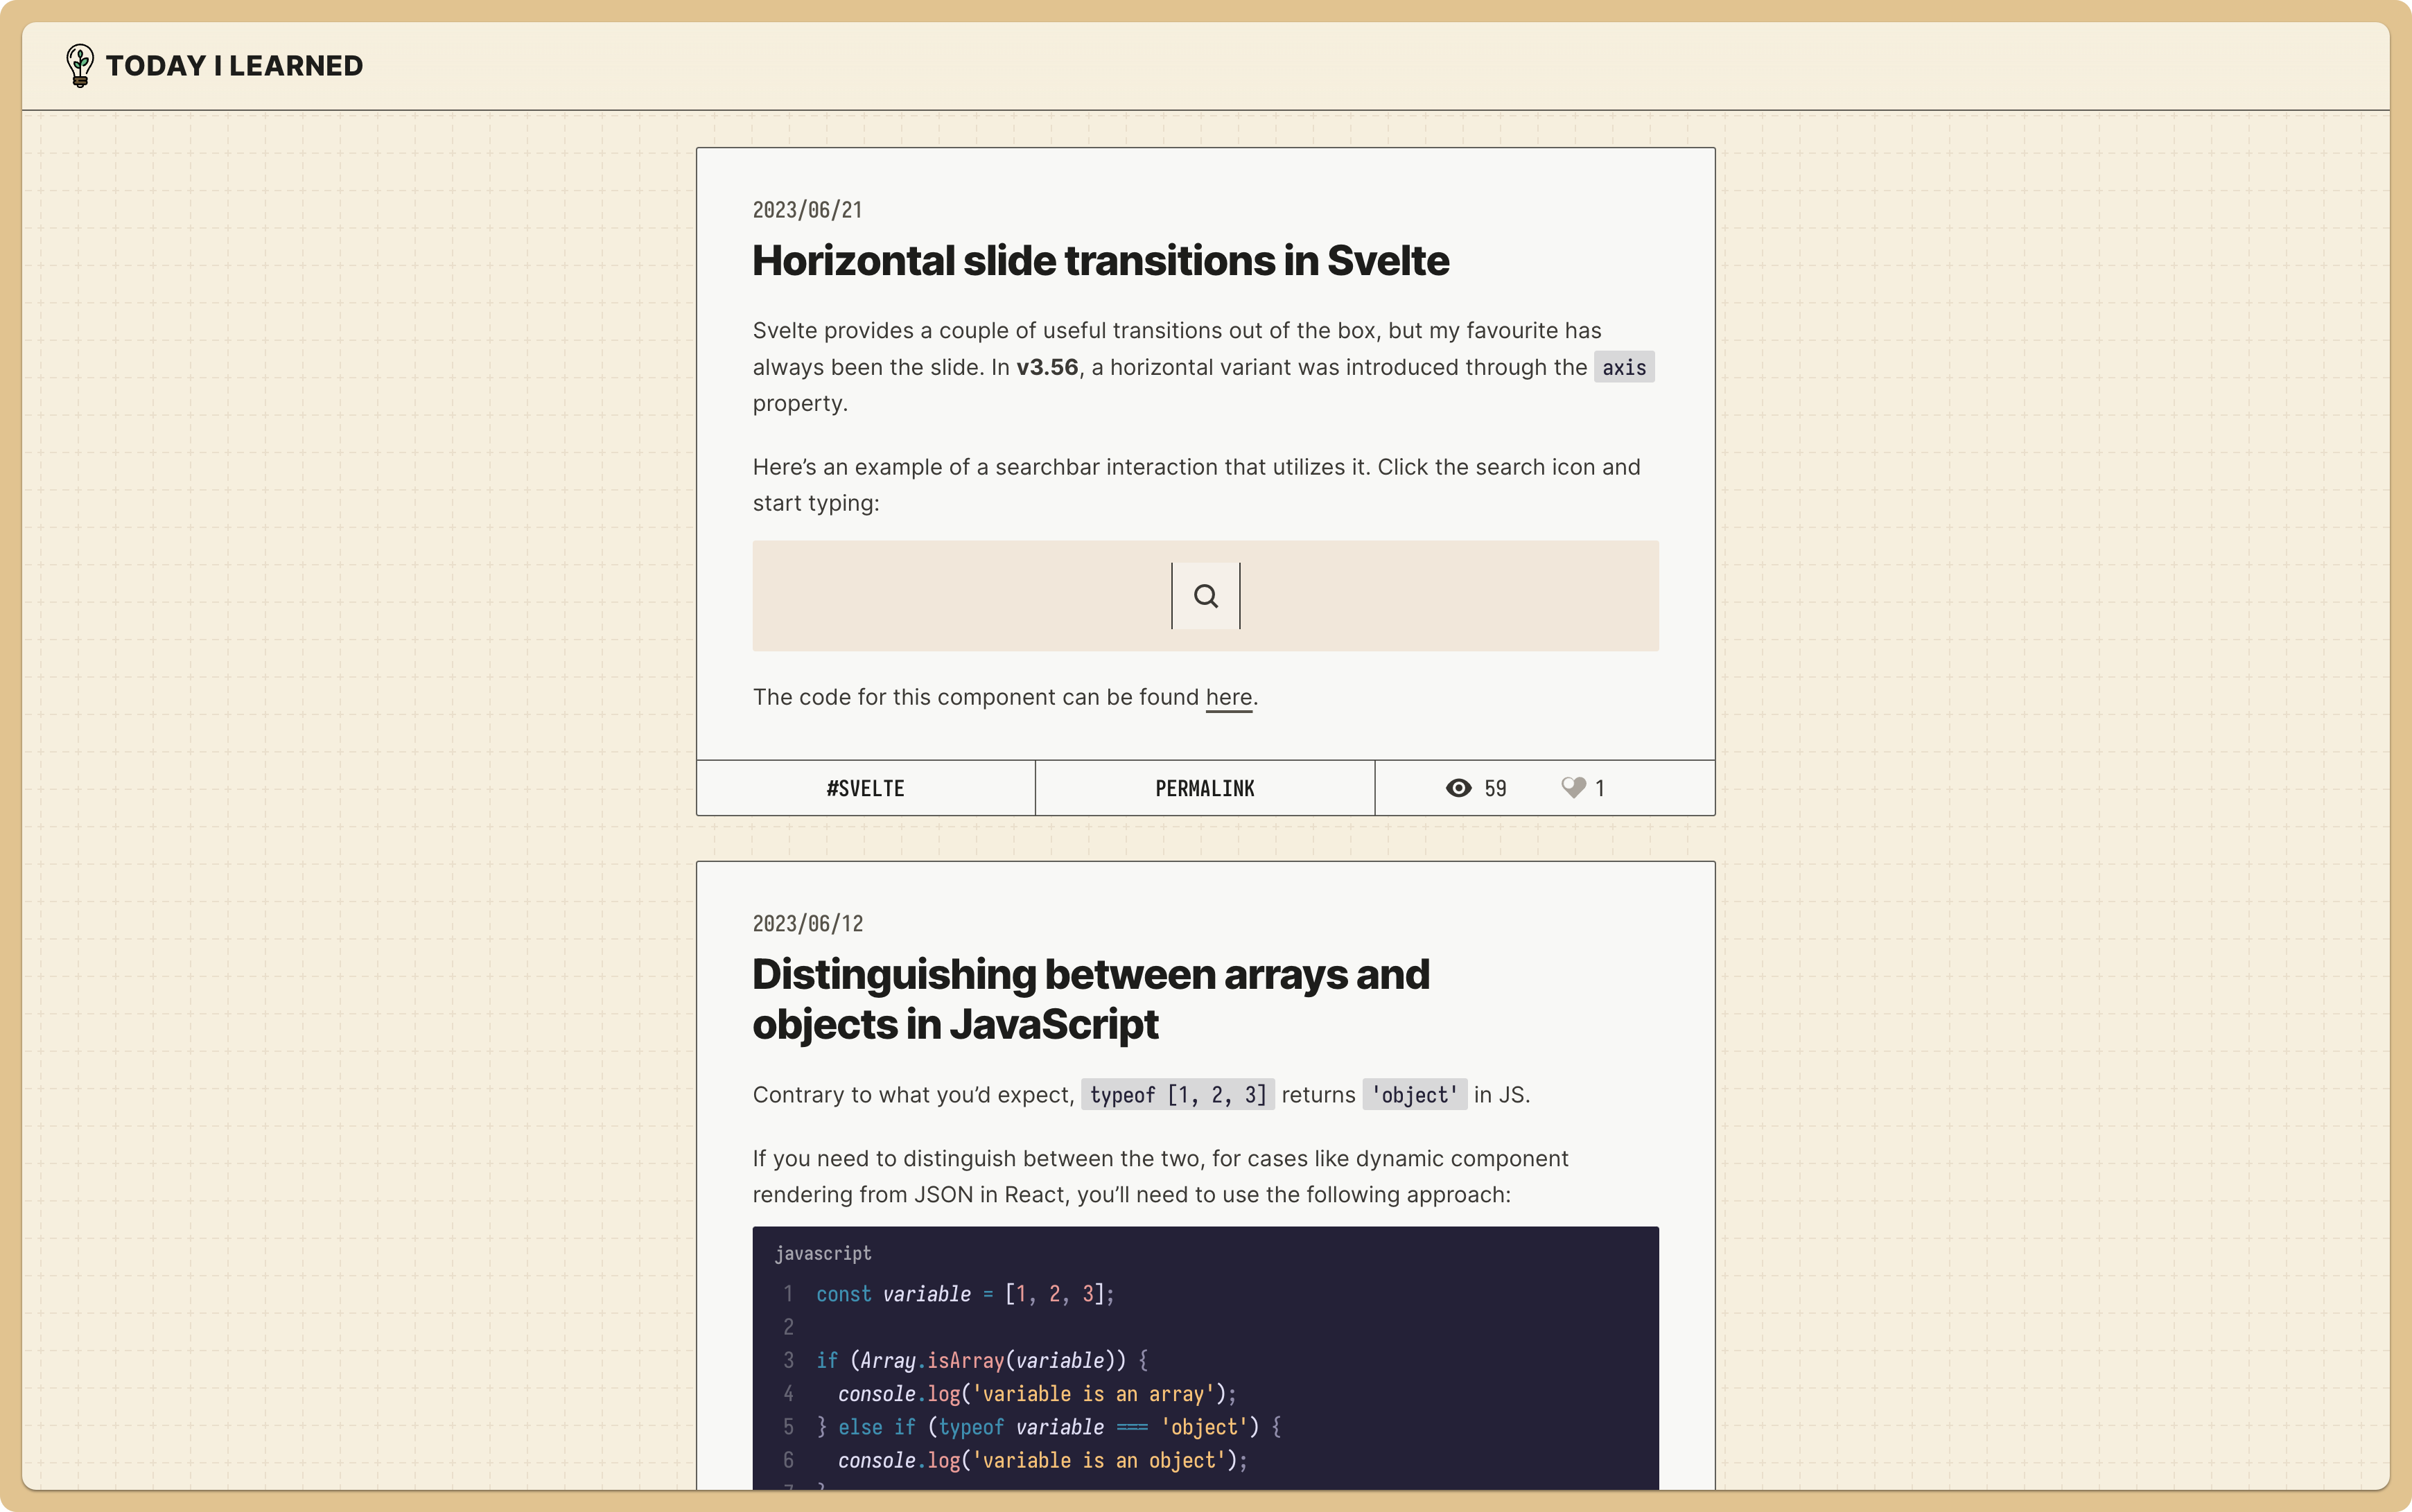 TODAY I LEARNED
2023/06/21
Horizontal slide transitions in Svelte
Svelte provides a couple of useful transitions out of the box, but my favourite has
always been the slide. In v3.56, a horizontal variant was introduced through the axis
property.
Here’s an example of a searchbar interaction that utilizes it. Click the search icon and
start typing:
The code for this component can be found here.
#SVELTE PERMALINK 59 1
2023/06/12
Distinguishing between arrays and
objects in JavaScript
Contrary to what you’d expect, typeof [1, 2, 3] returns 'object' in JS.
If you need to distinguish between the two, for cases like dynamic component
rendering from JSON in React, you’ll need to use the following approach:
javascript
1 const variable = [1, 2, 3];
2
3 if (Array.isArray(variable)) {
4 console.log('variable is an array');
5 } else if (typeof variable === 'object') {
6 console.log('variable is an object');
7 }